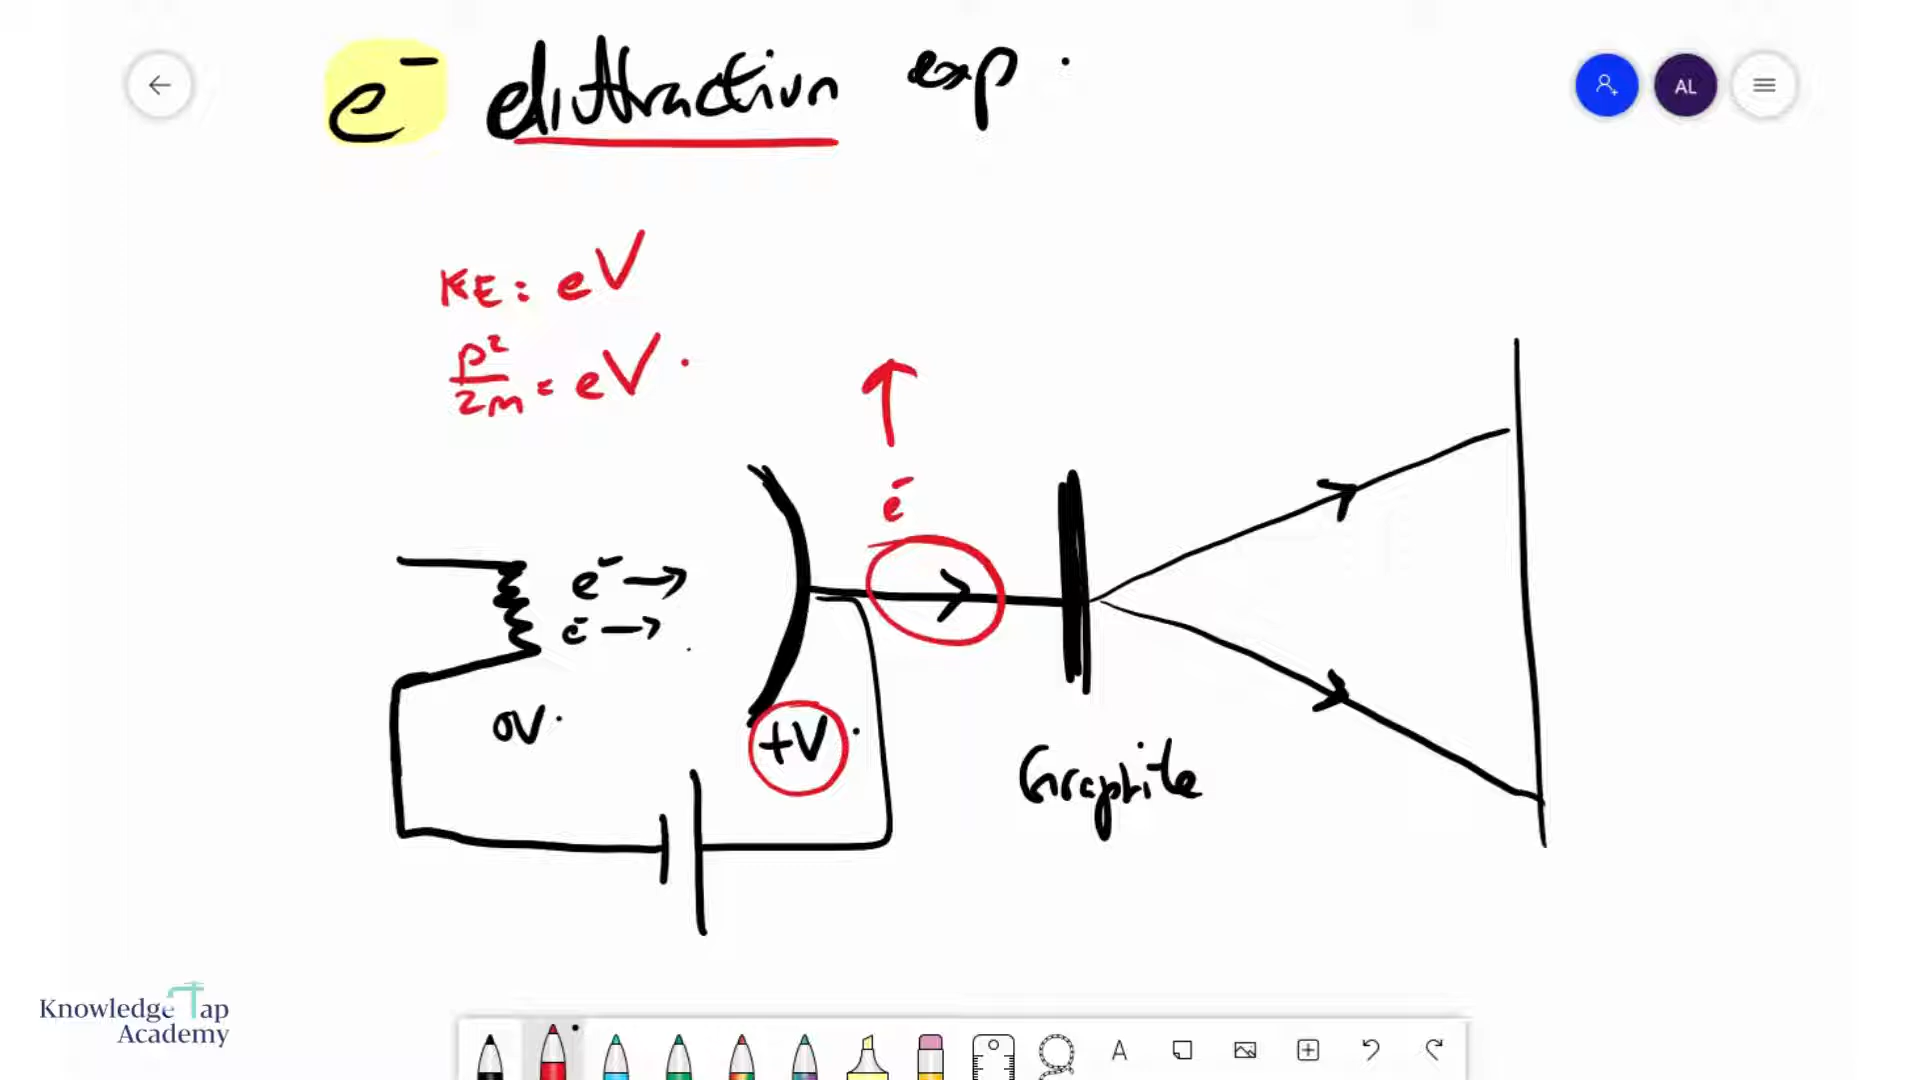 e⁻ diffraction exp.
AL
KE = eV
p²/2m = eV.
e⁻
e⁻ →
e⁻ →
0V.
+V.
Graphite
Knowledge Tap
Academy
A